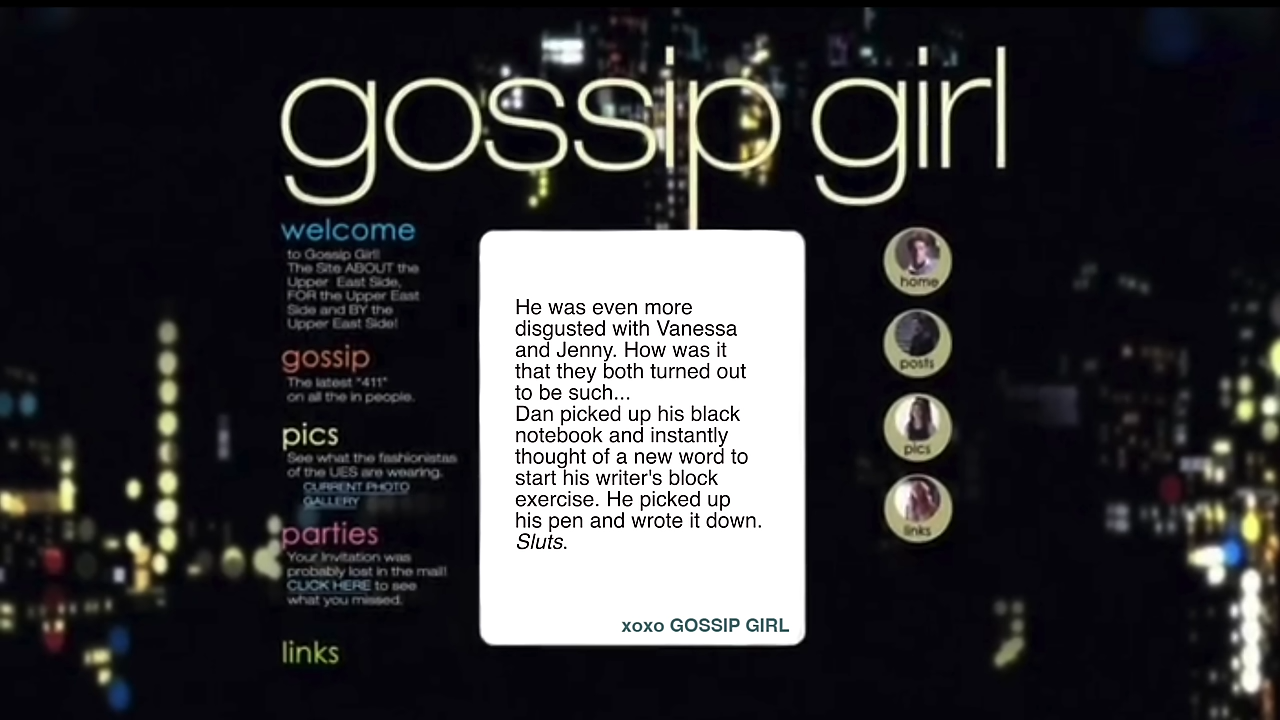 gossip girl
welcome
to Gossip Girl!
The Site ABOUT the
Upper East Side,
FOR the Upper East
Side and BY the
Upper East Side!
gossip
The latest "411"
on all the in people.
pics
See what the fashionistas
of the UES are wearing.
CURRENT PHOTO
GALLERY
parties
Your Invitation was
probably lost in the mail!
CLICK HERE to see
what you missed.
links
He was even more
disgusted with Vanessa
and Jenny. How was it
that they both turned out
to be such...
Dan picked up his black
notebook and instantly
thought of a new word to
start his writer's block
exercise. He picked up
his pen and wrote it down.
Sluts.
xoxo GOSSIP GIRL
home
posts
pics
links